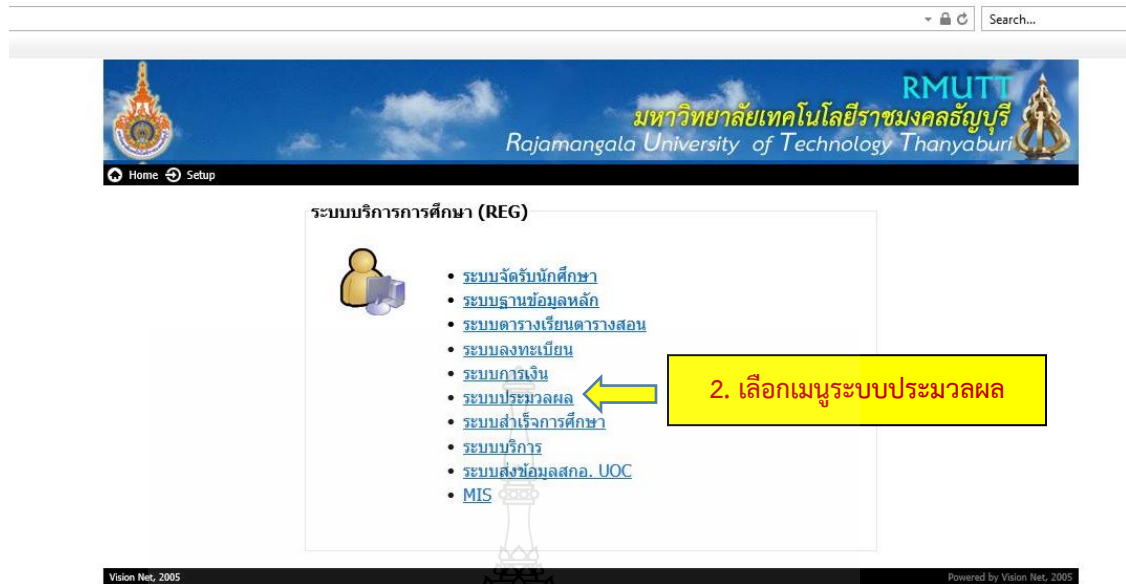 Search...
RMUTT
มหาวิทยาลัยเทคโนโลยีราชมงคลธัญบุรี
Rajamangala University of Technology Thanyaburi
Home Setup
ระบบบริการการศึกษา (REG)
ระบบจัดรับนักศึกษา
ระบบฐานข้อมูลหลัก
ระบบตารางเรียนตารางสอน
ระบบลงทะเบียน
ระบบการเงิน
ระบบประมวลผล
2. เลือกเมนูระบบประมวลผล
ระบบสำเร็จการศึกษา
ระบบบริการ
ระบบส่งข้อมูลสกอ. UOC
MIS
Vision Net, 2005
Powered by Vision Net, 2005